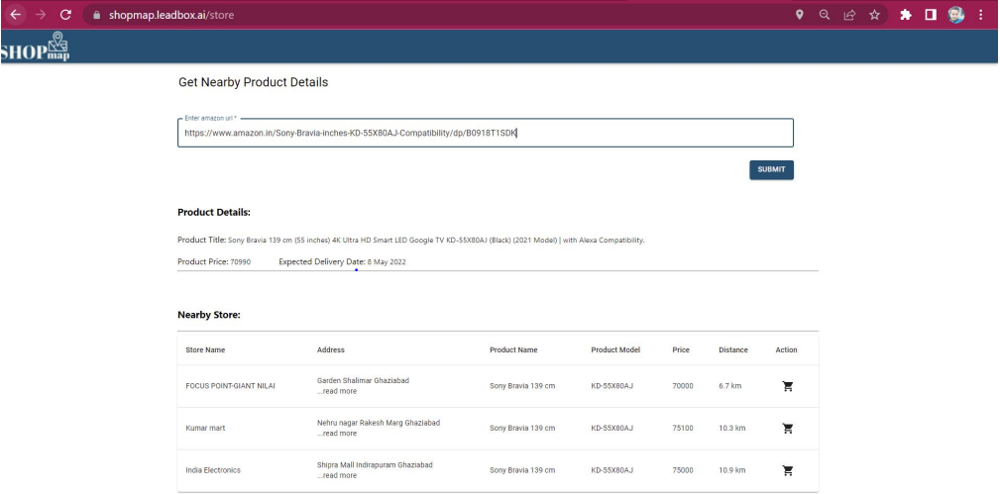 shopmap.leadbox.ai/store
SHOP map
Get Nearby Product Details
Enter amazon url *
https://www.amazon.in/Sony-Bravia-inches-KD-55X80AJ-Compatibility/dp/B0918T1SDK
SUBMIT
Product Details:
Product Title: Sony Bravia 139 cm (55 inches) 4K Ultra HD Smart LED Google TV KD-55X80AJ (Black) (2021 Model) | with Alexa Compatibility.
Product Price: 70990 Expected Delivery Date: 8 May 2022
Nearby Store:
Store Name Address Product Name Product Model Price Distance Action
FOCUS POINT-GIANT NILAI Garden Shalimar Ghaziabad Sony Bravia 139 cm KD-55X80AJ 70000 6.7 km
...read more
Kumar mart Nehru nagar Rakesh Marg Ghaziabad Sony Bravia 139 cm KD-55X80AJ 75100 10.3 km
...read more
India Electronics Shipra Mall Indirapuram Ghaziabad Sony Bravia 139 cm KD-55X80AJ 75000 10.9 km
...read more